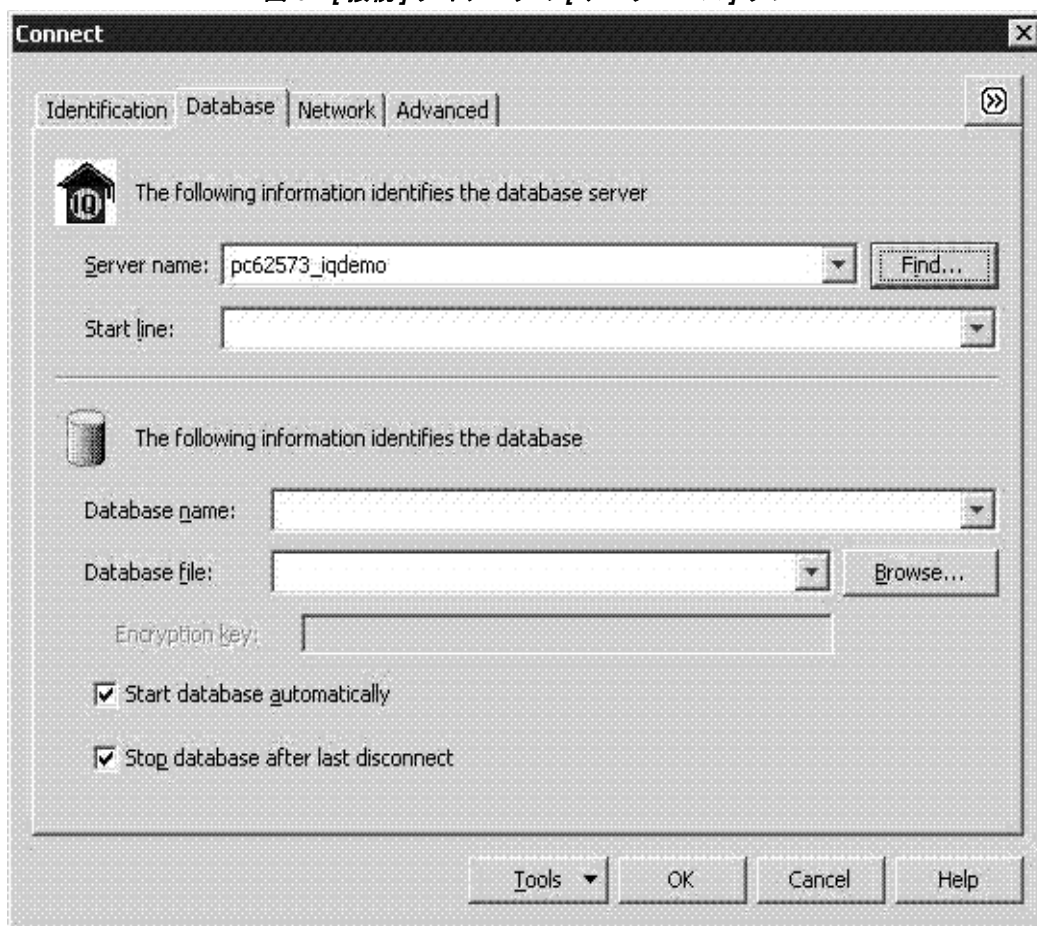 Connect
Identification Database Network Advanced
IQ
The following information identifies the database server
Server name: pc62573_iqdemo Find...
Start line:
The following information identifies the database
Database name:
Database file: Browse...
Encryption key:
Start database automatically
Stop database after last disconnect
Tools OK Cancel Help